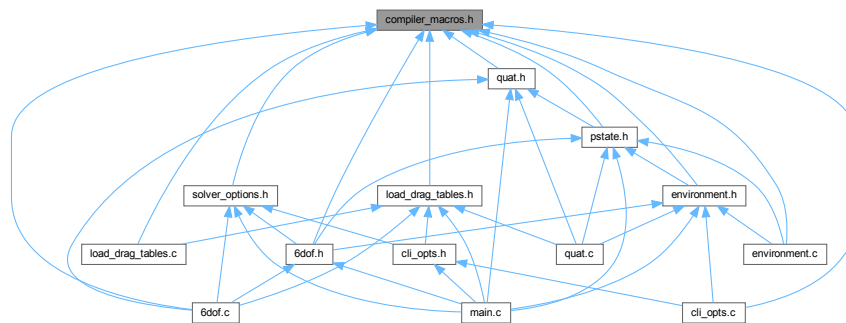 compiler_macros.h
quat.h
pstate.h
solver_options.h
load_drag_tables.h
environment.h
load_drag_tables.c
6dof.h
cli_opts.h
quat.c
environment.c
6dof.c
main.c
cli_opts.c